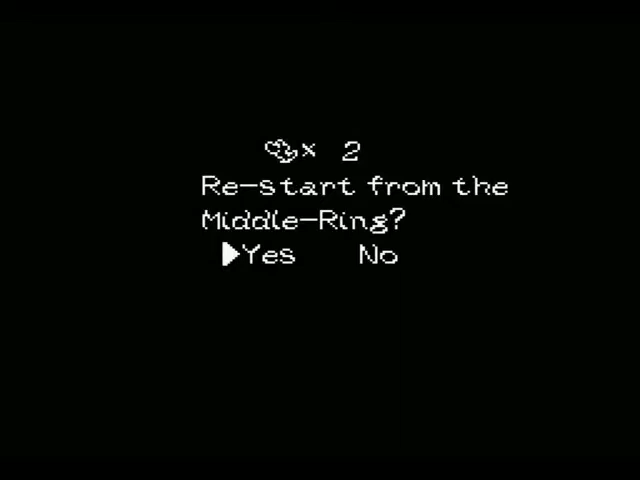 × 2
Re-start from the
Middle-Ring?
Yes No